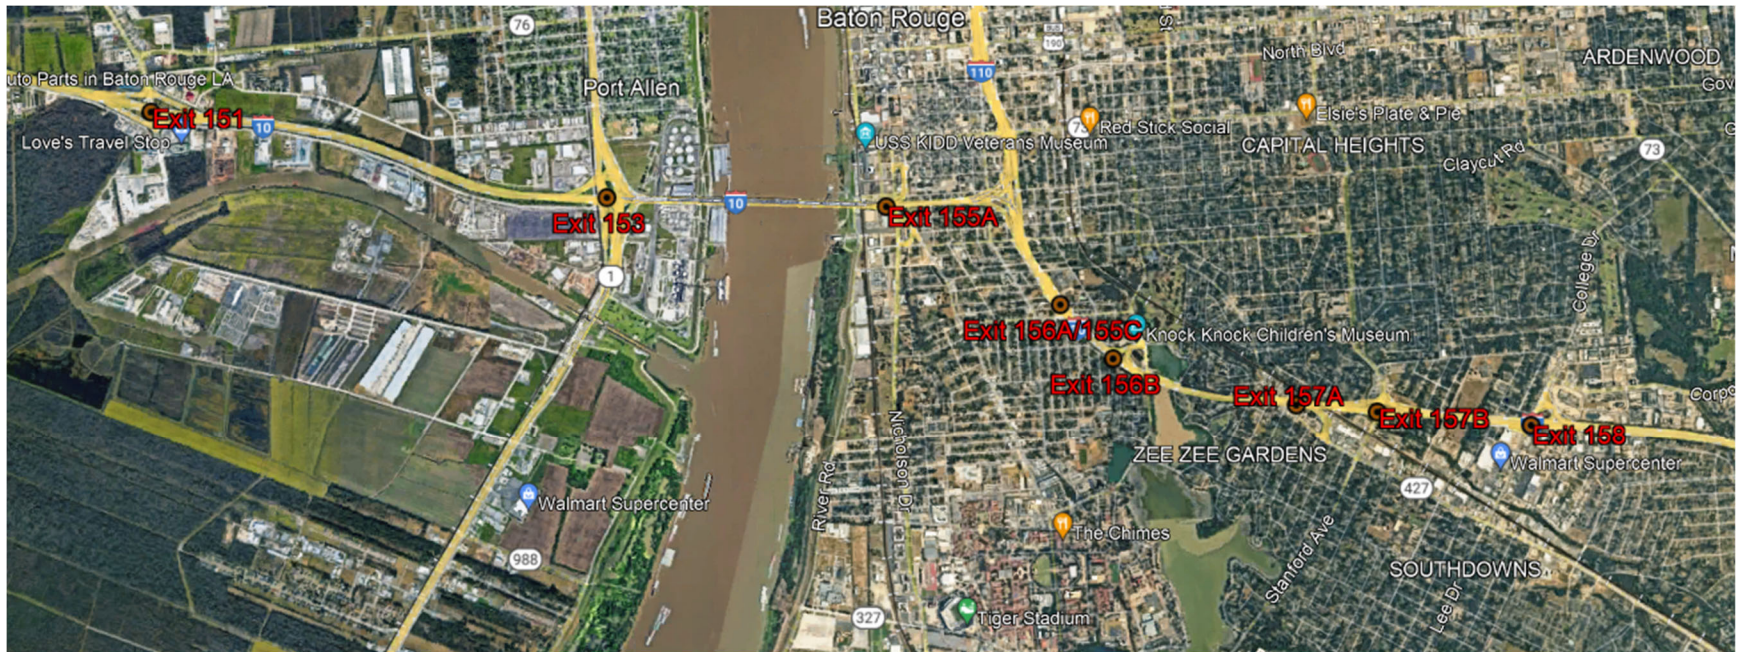 Baton Rouge
76
190
North Blvd
ARDENWOOD
110
uto Parts in Baton Rouge LA
Port Allen
Gov
Exit 151
10
Elsie's Plate & Pie
73
Red Stick Social
Love's Travel Stop
USS KIDD Veterans Museum
CAPITAL HEIGHTS
Claycut Rd
73
10
Exit 153
Exit 155A
College Dr
1
Exit 156A/155C
Knock Knock Children's Museum
Exit 156B
Exit 157A
Corpo
Exit 157B
Exit 158
Nicholson Dr
ZEE ZEE GARDENS
Walmart Supercenter
427
River Rd
Walmart Supercenter
The Chimes
988
Stanford Ave
SOUTHDOWNS
Lee Dr
327
Tiger Stadium